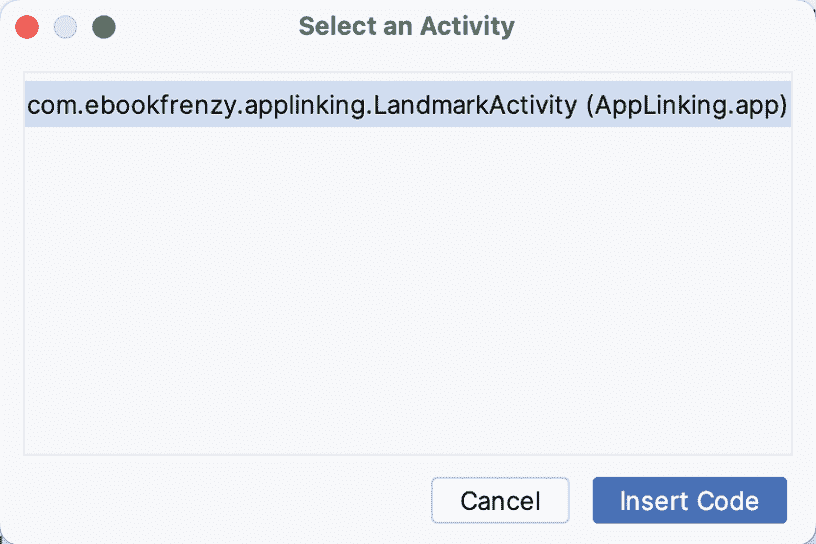 Select an Activity
com.ebookfrenzy.applinking.LandmarkActivity (AppLinking.app)
Cancel
Insert Code